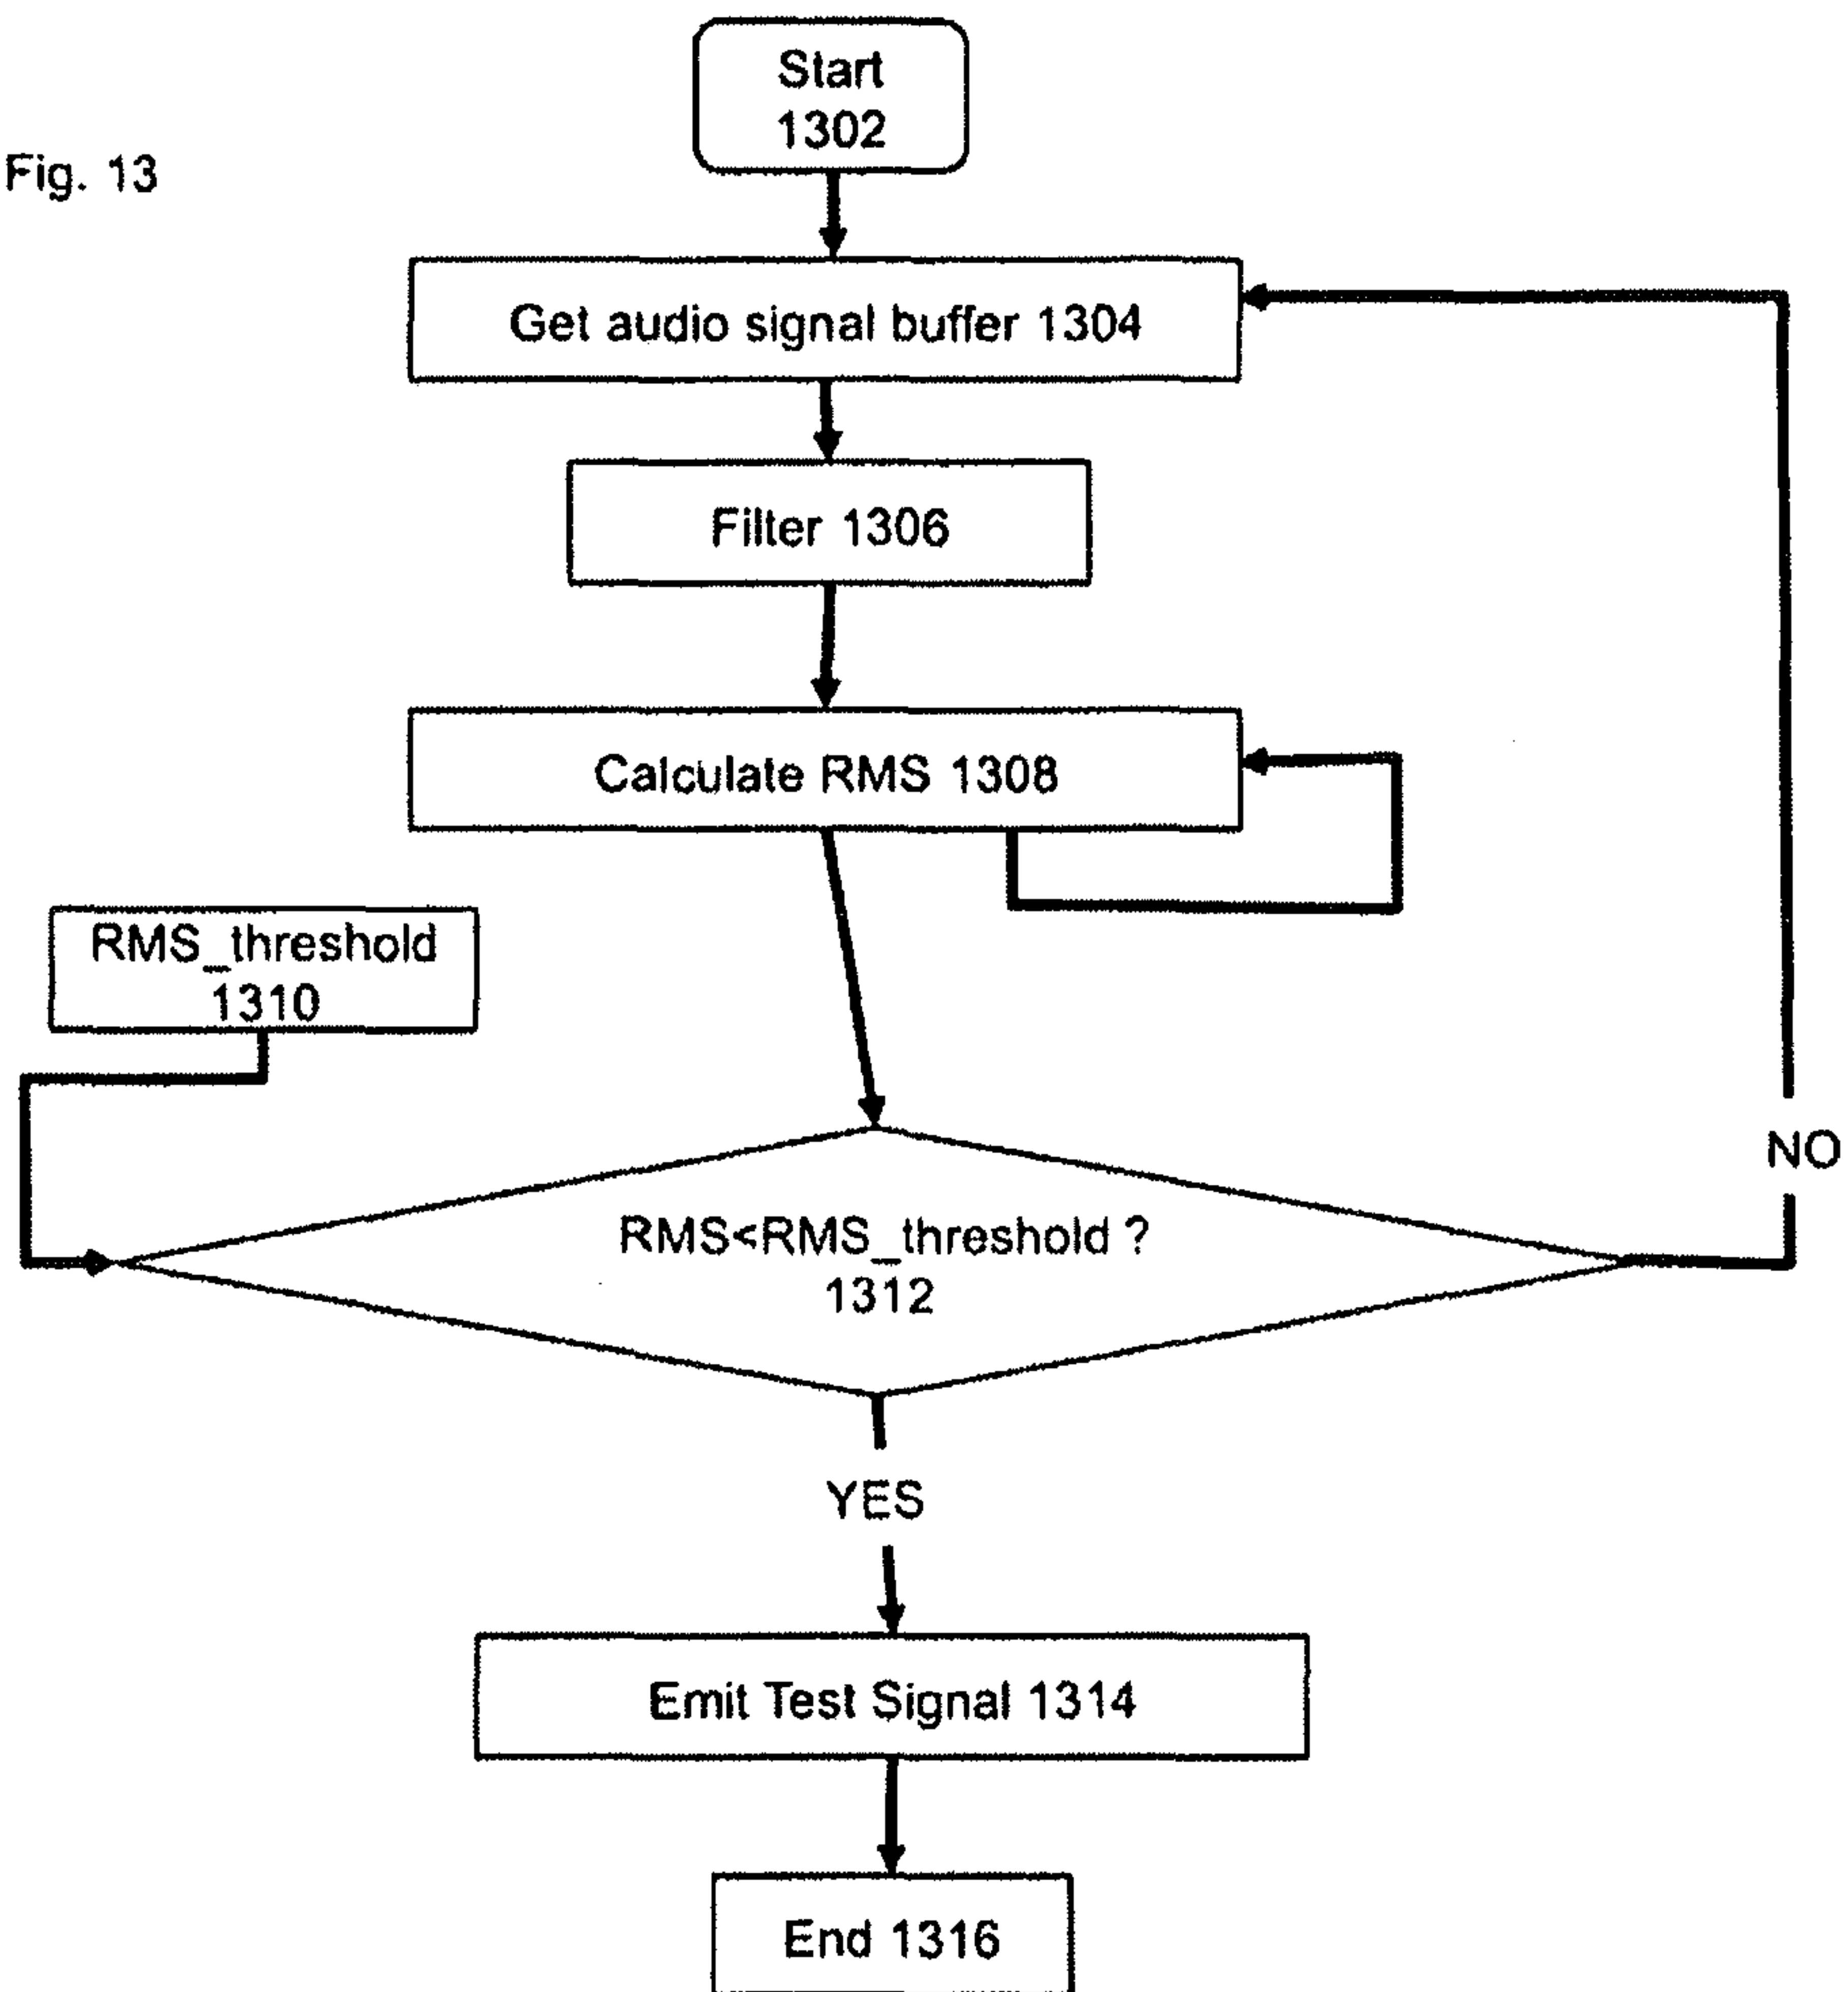 Start
1302
Fig. 13
Get audio signal buffer 1304
Filter 1306
Calculate RMS 1308
RMS_threshold
1310
NO
RMS<RMS_threshold ?
1312
YES
Emit Test Signal 1314
End 1316